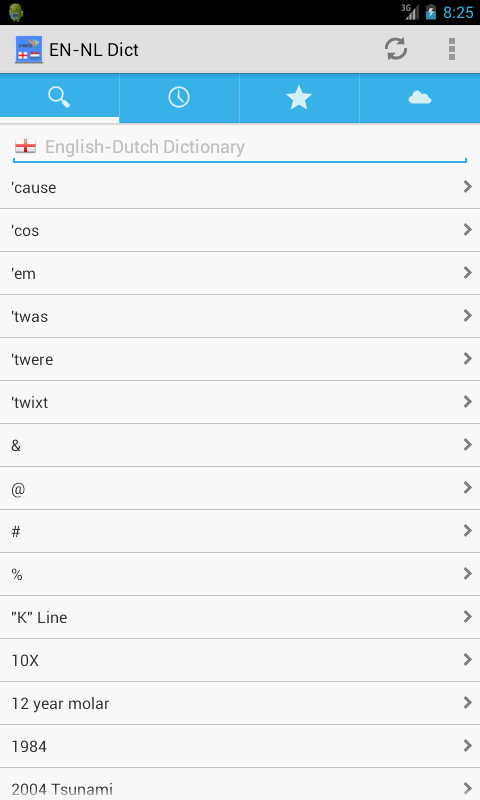 3G 8:25
EN-NL Dict
English-Dutch Dictionary
'cause
'cos
'em
'twas
'twere
'twixt
&
@
#
%
"K" Line
10X
12 year molar
1984
2004 Tsunami